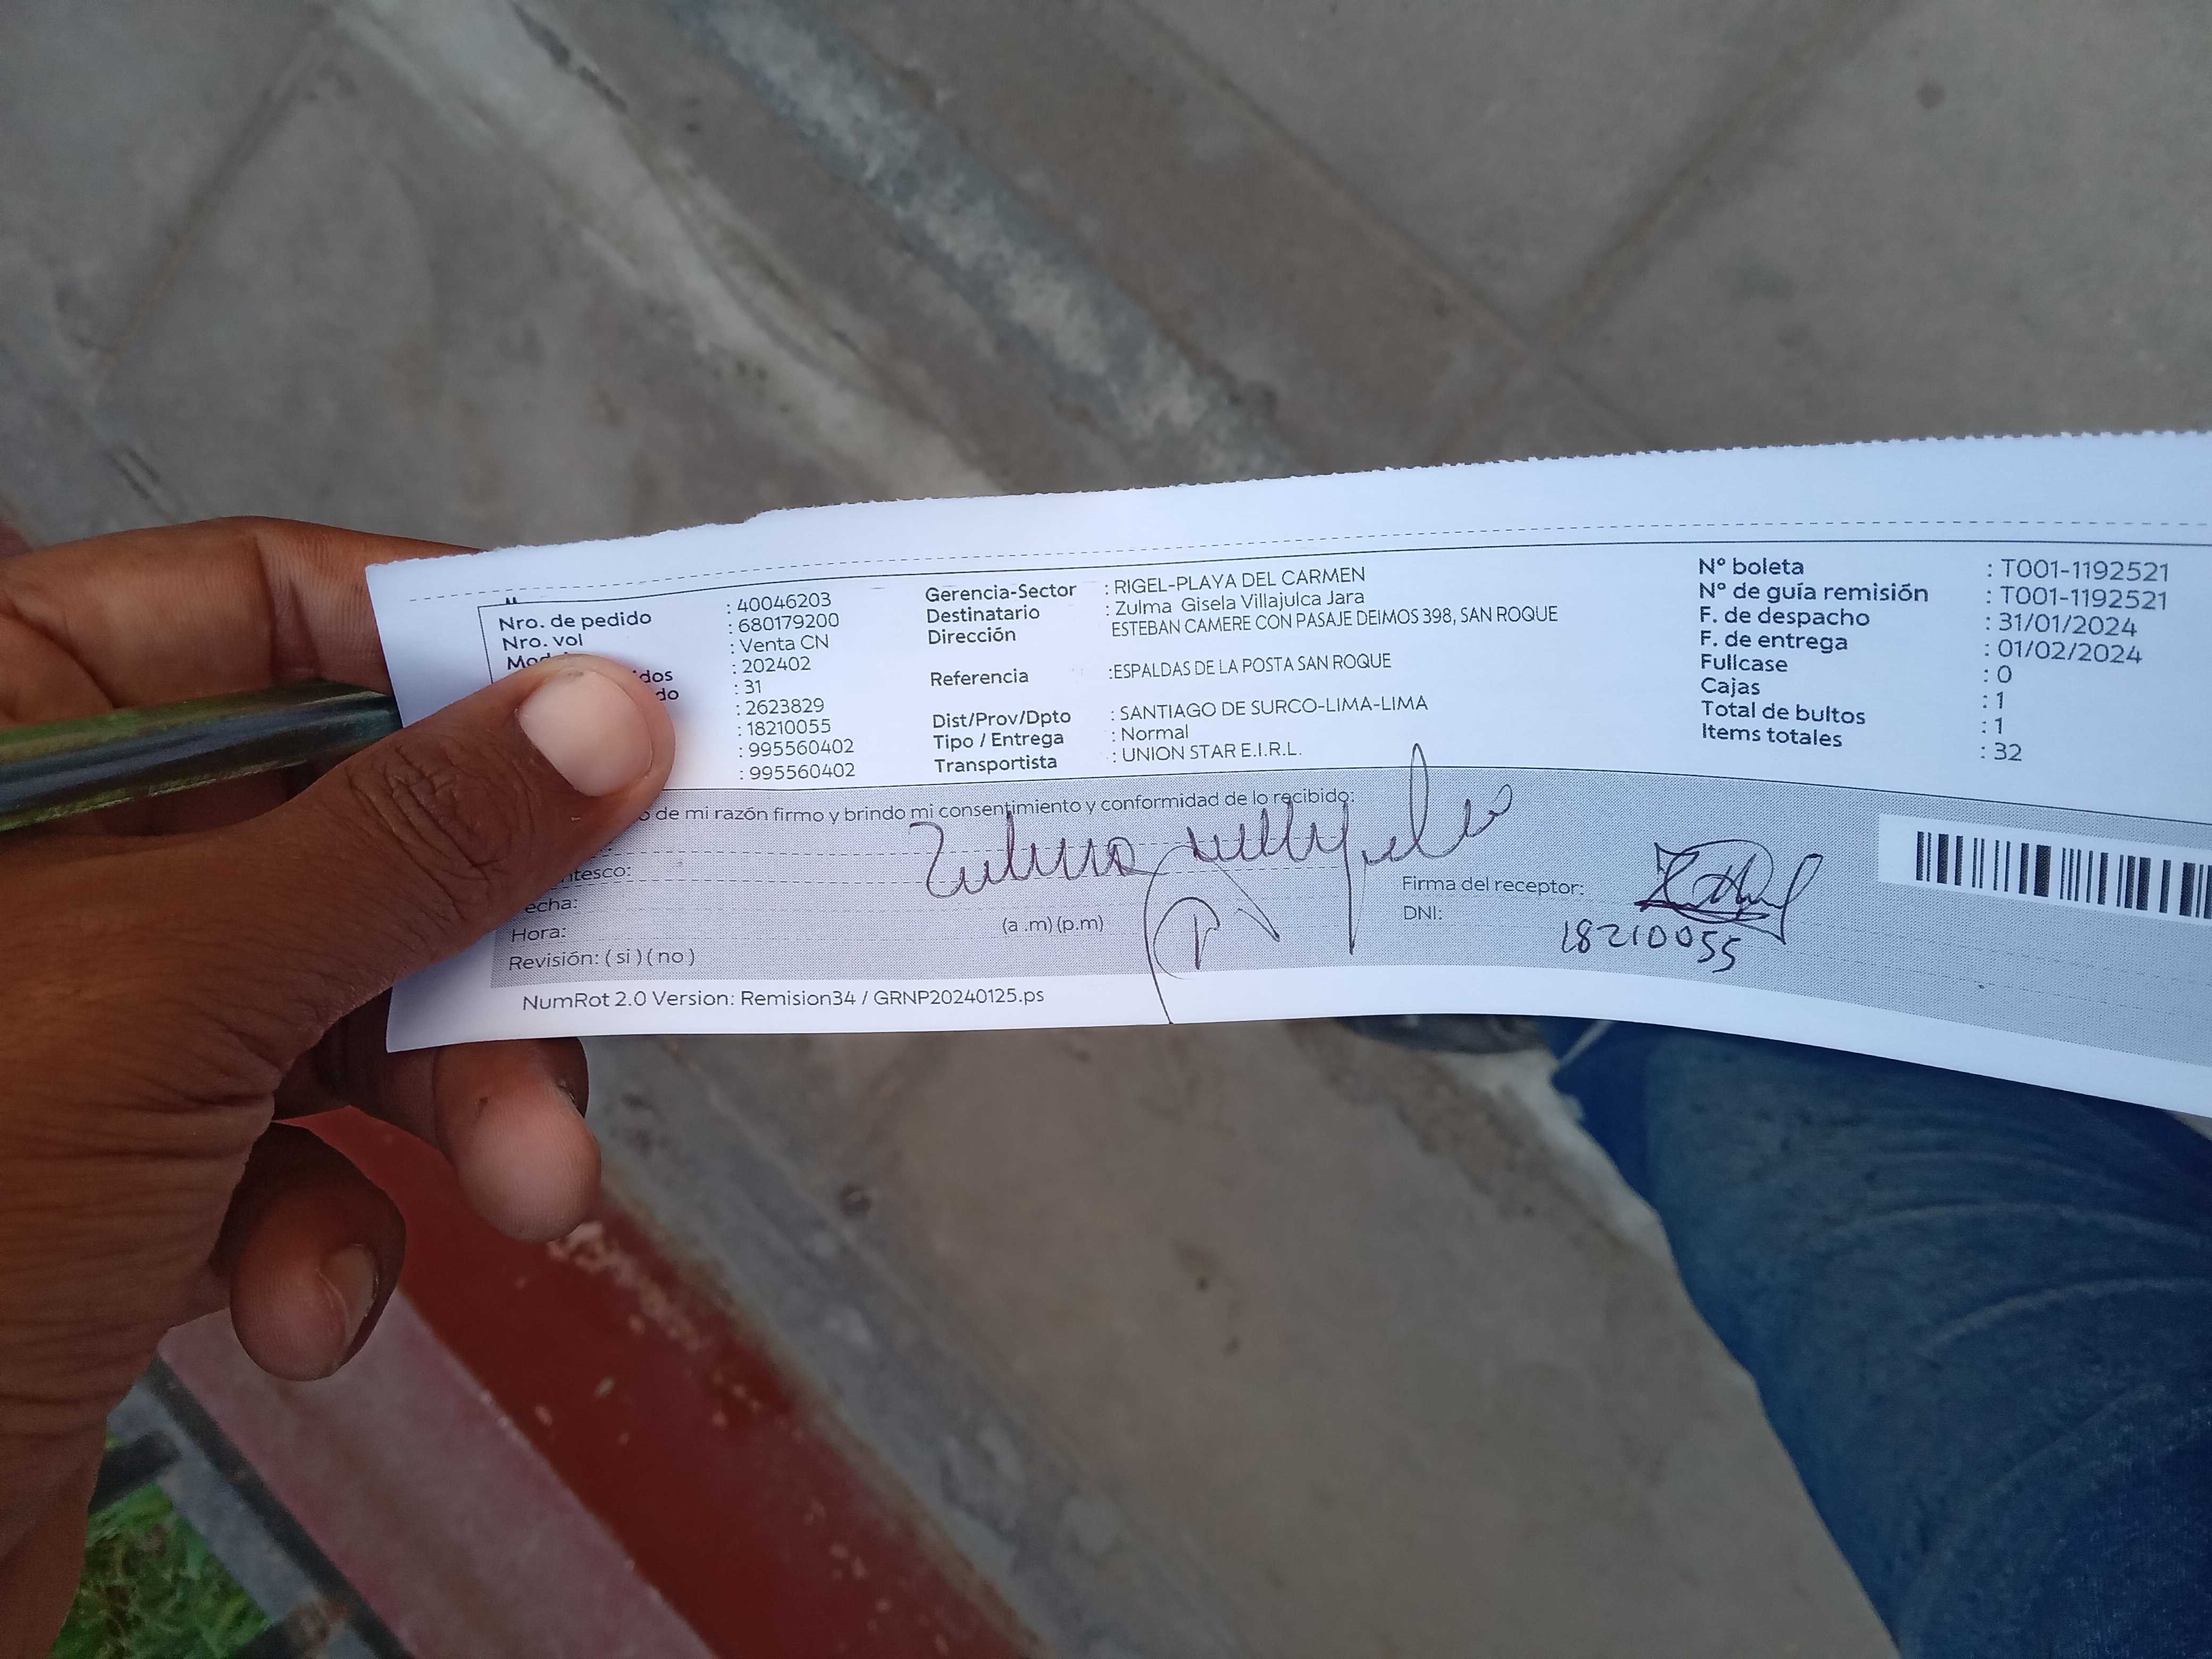 Nro. de pedido : 40046203
Nro. vol : 680179200
: Venta CN
dos : 202402
do : 31
: 2623829
: 18210055
: 995560402
: 995560402
Gerencia-Sector : RIGEL-PLAYA DEL CARMEN
Destinatario : Zulma Gisela Villajulca Jara
Dirección ESTEBAN CAMERE CON PASAJE DEIMOS 398, SAN ROQUE
Referencia :ESPALDAS DE LA POSTA SAN ROQUE
Dist/Prov/Dpto : SANTIAGO DE SURCO-LIMA-LIMA
Tipo / Entrega : Normal
Transportista : UNION STAR E.I.R.L.
N° boleta : T001-1192521
N° de guía remisión : T001-1192521
F. de despacho : 31/01/2024
F. de entrega : 01/02/2024
Fullcase : 0
Cajas : 1
Total de bultos : 1
Items totales : 32
de mi razón firmo y brindo mi consentimiento y conformidad de lo recibido:
Zulma
ntesco:
echa:
Hora: (a .m) (p.m)
Revisión: ( si ) ( no )
Firma del receptor:
DNI: 18210055
NumRot 2.0 Version: Remision34 / GRNP20240125.ps